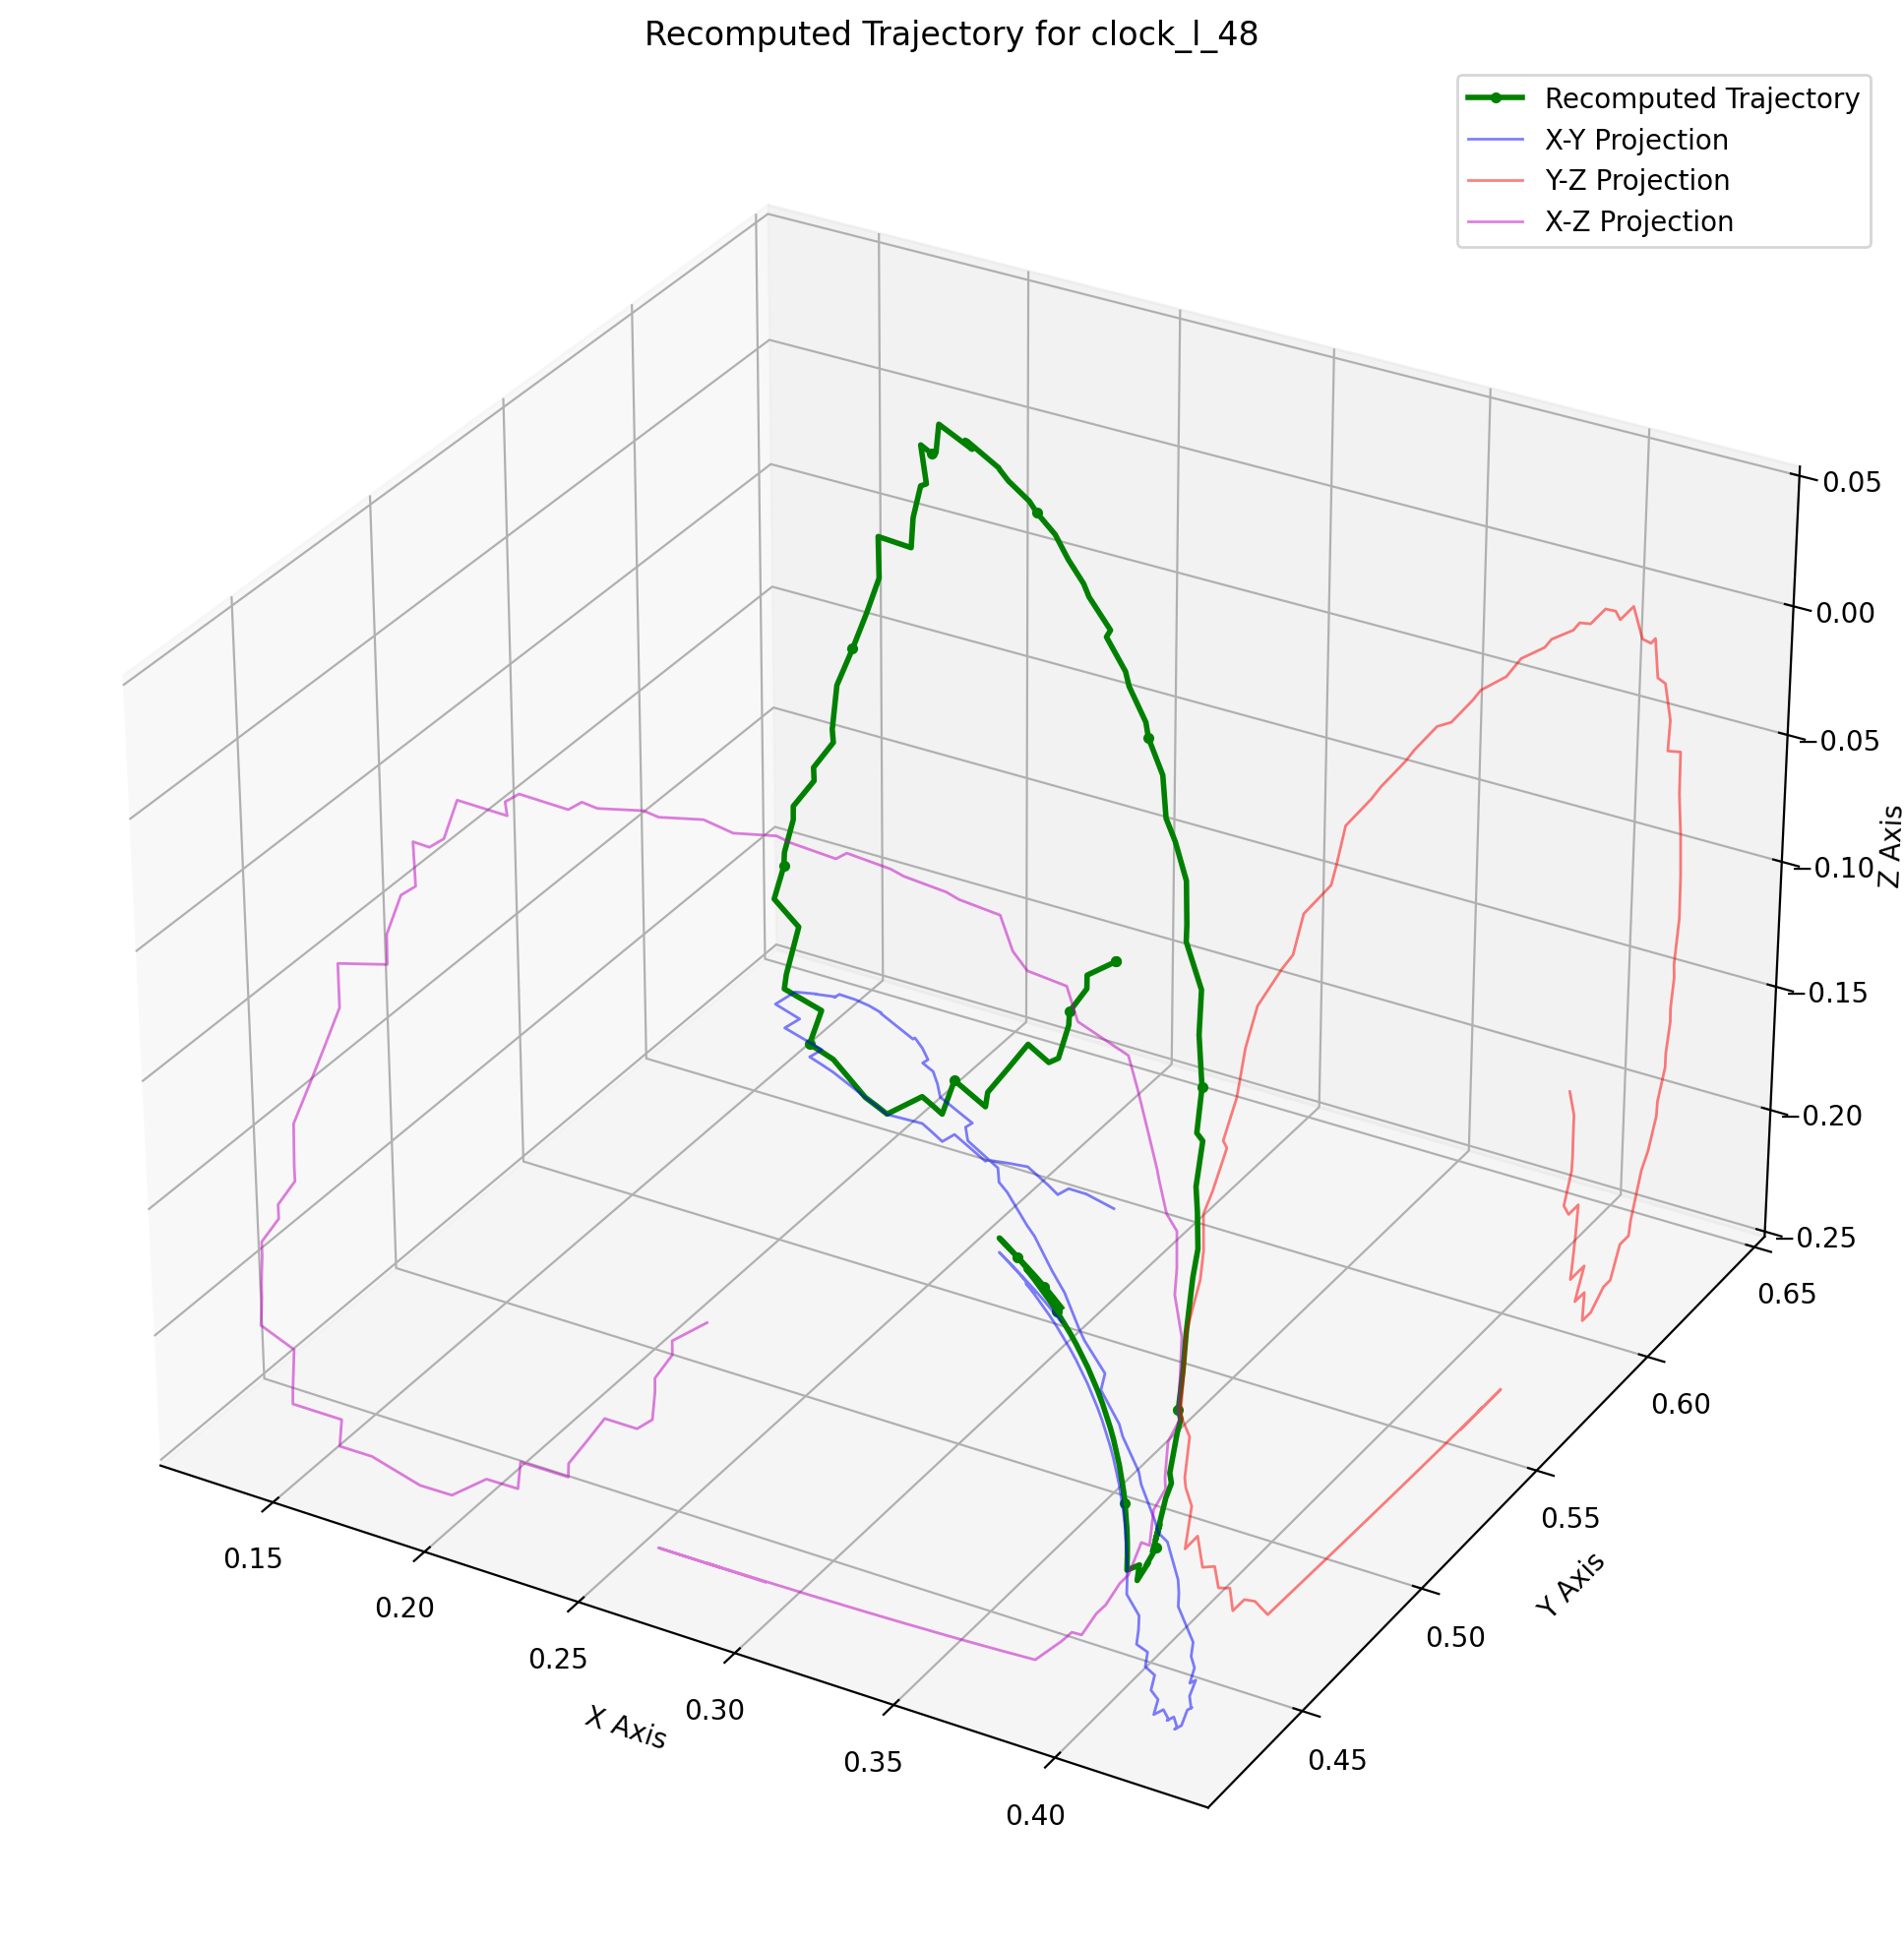 Recomputed Trajectory for clock_l_48
Recomputed Trajectory
X-Y Projection
Y-Z Projection
X-Z Projection
0.05
0.00
−0.05
−0.10
−0.15
−0.20
−0.25
Z Axis
0.65
0.60
0.55
0.50
0.45
Y Axis
0.15
0.20
0.25
0.30
0.35
0.40
X Axis